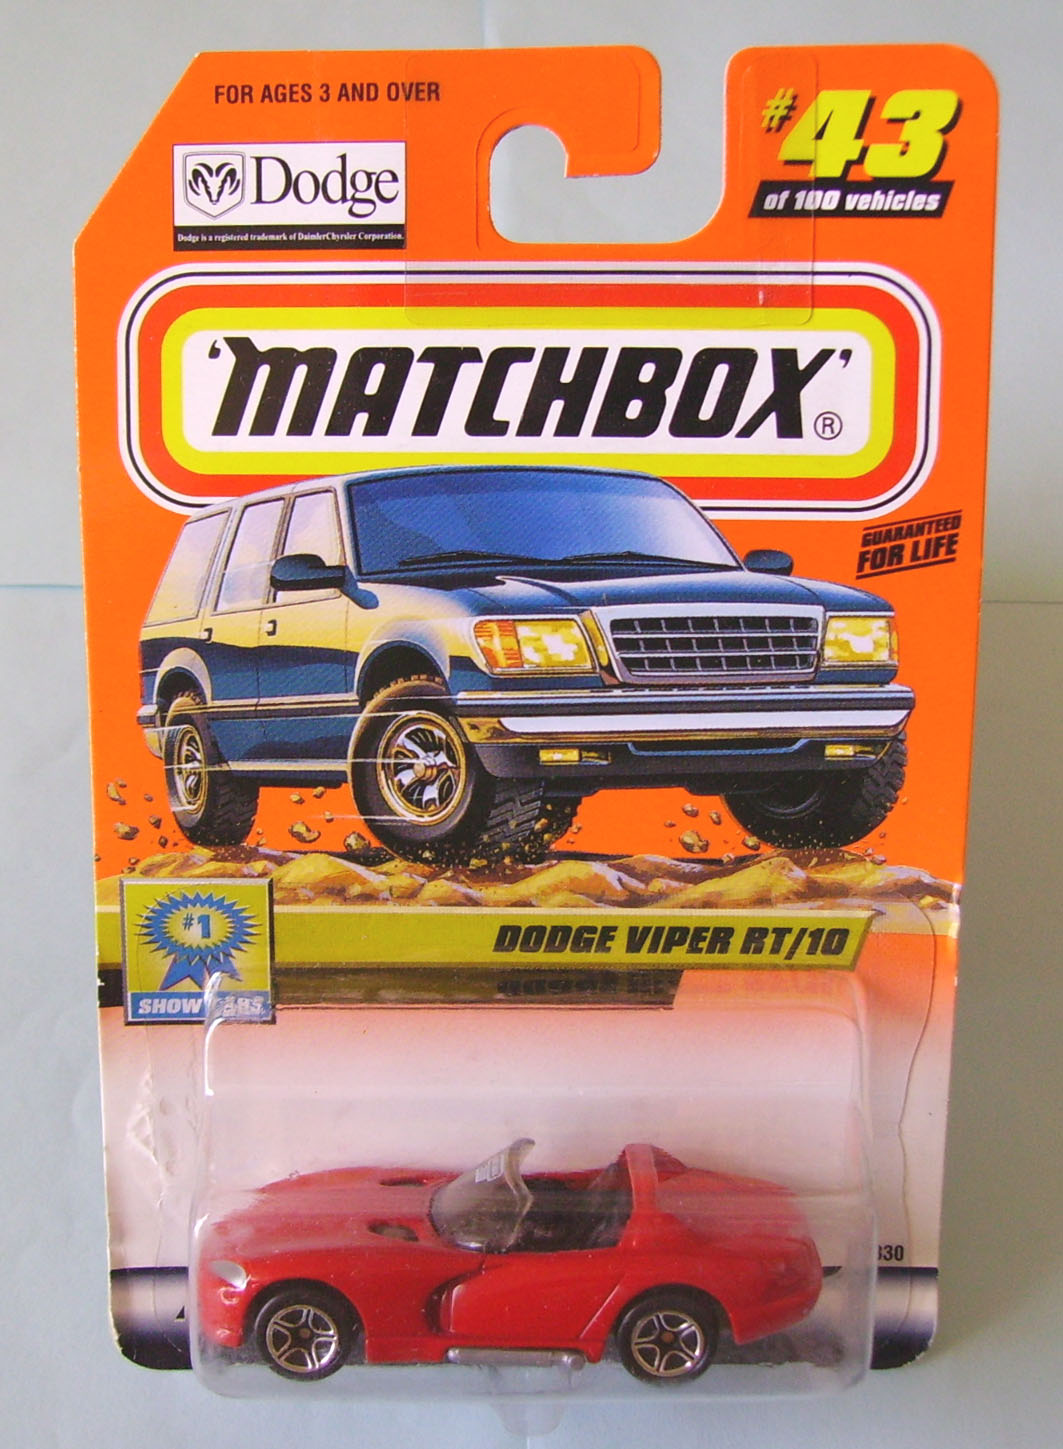 FOR AGES 3 AND OVER
#43
of 100 vehicles
Dodge
Dodge is a registered trademark of DaimlerChrysler Corporation.
'MATCHBOX'®
GUARANTEED
FOR LIFE
#1
SHOW CARS
DODGE VIPER RT/10
330